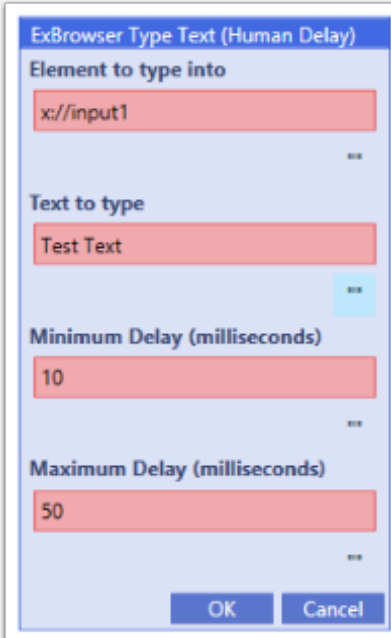 ExBrowser Type Text (Human Delay)
Element to type into
x://input1
Text to type
Test Text
Minimum Delay (milliseconds)
10
Maximum Delay (milliseconds)
50
OK Cancel